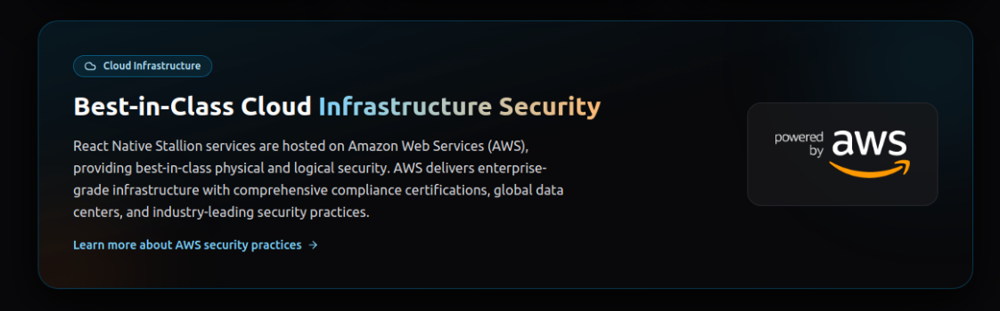 Cloud Infrastructure
Best-in-Class Cloud Infrastructure Security
React Native Stallion services are hosted on Amazon Web Services (AWS),
providing best-in-class physical and logical security. AWS delivers enterprise-
grade infrastructure with comprehensive compliance certifications, global data
centers, and industry-leading security practices.
Learn more about AWS security practices →
powered
by
aws